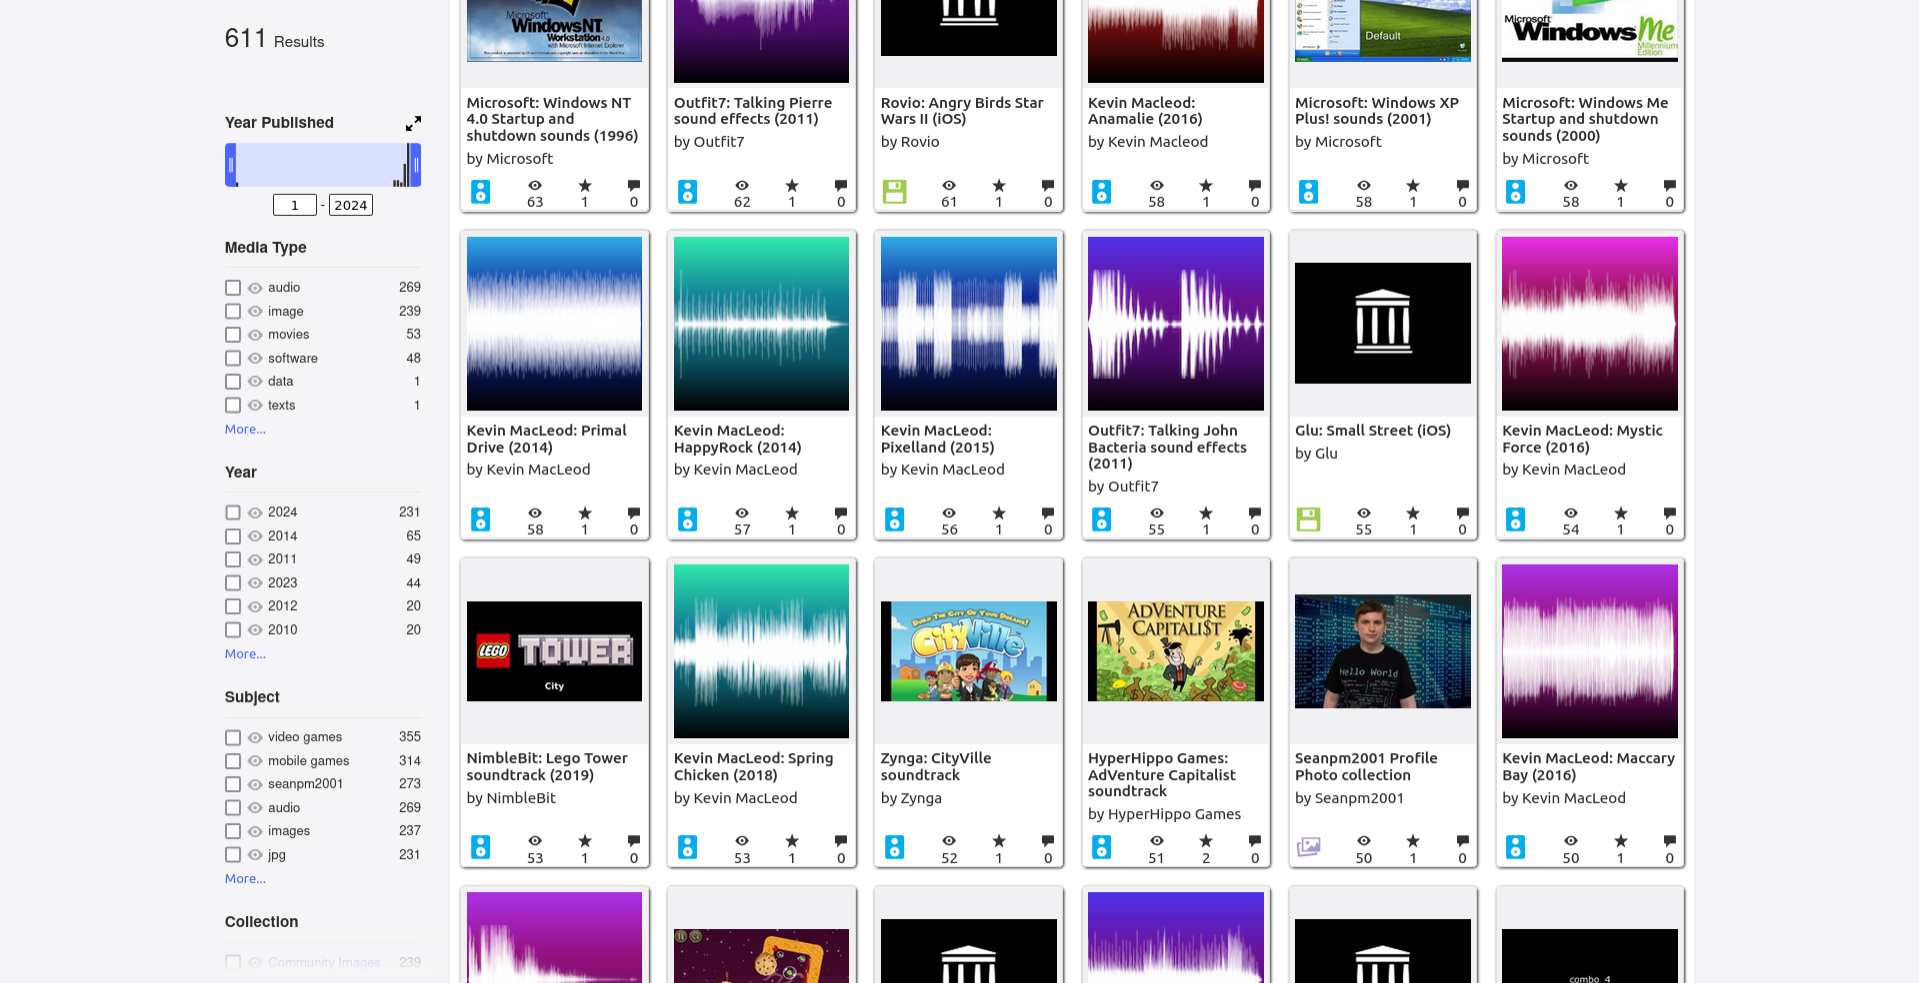 611 Results
Year Published
1 - 2024
Media Type
audio 269
image 239
movies 53
software 48
data 1
texts 1
More...
Year
2024 231
2014 65
2011 49
2023 44
2012 20
2010 20
More...
Subject
video games 355
mobile games 314
seanpm2001 273
audio 269
images 237
jpg 231
More...
Collection
Community Images 239
Microsoft
WindowsNT
Workstation 4.0
with Microsoft Internet Explorer
Microsoft: Windows NT
4.0 Startup and
shutdown sounds (1996)
by Microsoft
63 1 0
Outfit7: Talking Pierre
sound effects (2011)
by Outfit7
62 1 0
Rovio: Angry Birds Star
Wars II (iOS)
by Rovio
61 1 0
Kevin Macleod:
Anamalie (2016)
by Kevin Macleod
58 1 0
Default
Microsoft: Windows XP
Plus! sounds (2001)
by Microsoft
58 1 0
Microsoft
Windows Me
Millennium
Edition
Microsoft: Windows Me
Startup and shutdown
sounds (2000)
by Microsoft
58 1 0
Kevin MacLeod: Primal
Drive (2014)
by Kevin MacLeod
58 1 0
Kevin MacLeod:
HappyRock (2014)
by Kevin MacLeod
57 1 0
Kevin MacLeod:
Pixelland (2015)
by Kevin MacLeod
56 1 0
Outfit7: Talking John
Bacteria sound effects
(2011)
by Outfit7
55 1 0
Glu: Small Street (iOS)
by Glu
55 1 0
Kevin MacLeod: Mystic
Force (2016)
by Kevin MacLeod
54 1 0
LEGO TOWER
City
NimbleBit: Lego Tower
soundtrack (2019)
by NimbleBit
53 1 0
Kevin MacLeod: Spring
Chicken (2018)
by Kevin MacLeod
53 1 0
Build The City Of Your Dreams!
CityVille
Zynga: CityVille
soundtrack
by Zynga
52 1 0
ADVENTURE
CAPITALI$T
HyperHippo Games:
AdVenture Capitalist
soundtrack
by HyperHippo Games
51 2 0
Hello World
Seanpm2001 Profile
Photo collection
by Seanpm2001
50 1 0
Kevin MacLeod: Maccary
Bay (2016)
by Kevin MacLeod
50 1 0
combo 4